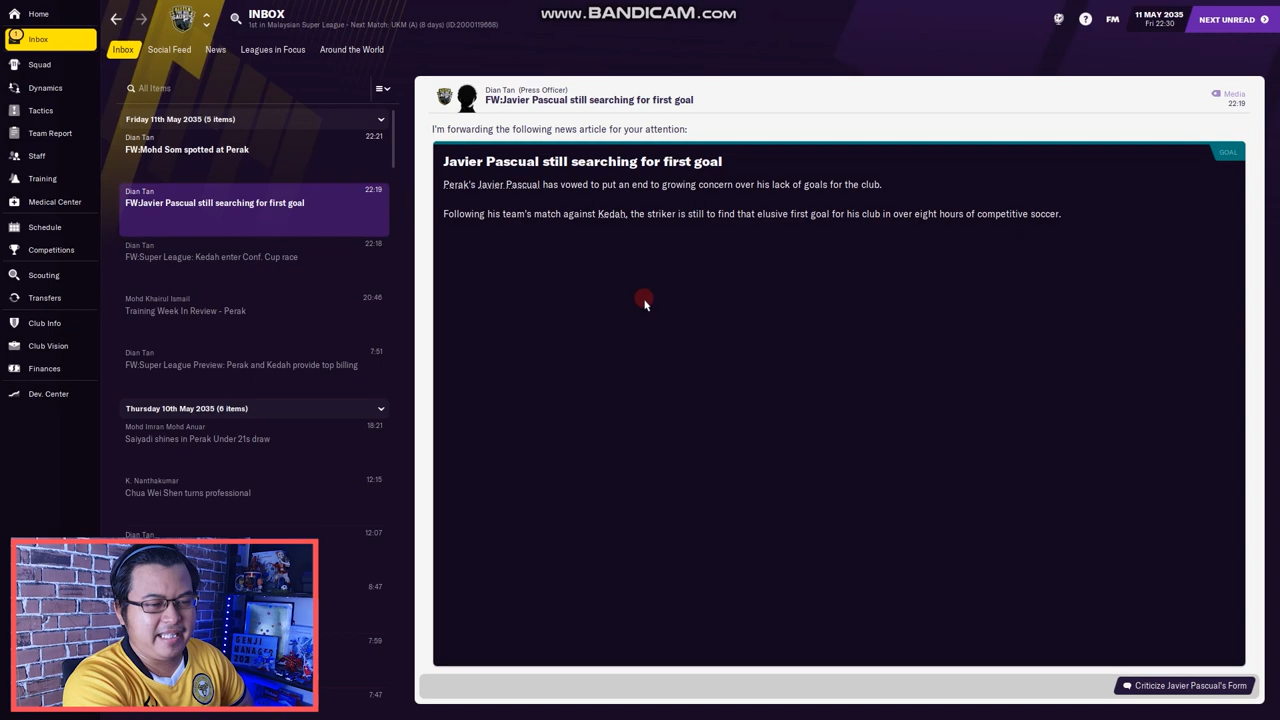 www.BANDICAM.com
INBOX
1st in Malaysian Super League - Next Match: UKM (A) (8 days) (ID:2000119668)
FM
11 MAY 2035
Fri 22:30
NEXT UNREAD
Home
1
Inbox
Squad
Dynamics
Tactics
Team Report
Staff
Training
Medical Center
Schedule
Competitions
Scouting
Transfers
Club Info
Club Vision
Finances
Dev. Center
Inbox
Social Feed
News
Leagues in Focus
Around the World
All Items
Friday 11th May 2035 (5 items)
Dian Tan 22:21
FW:Mohd Som spotted at Perak
Dian Tan 22:19
FW:Javier Pascual still searching for first goal
Dian Tan 22:18
FW:Super League: Kedah enter Conf. Cup race
Mohd Khairul Ismail 20:46
Training Week In Review - Perak
Dian Tan 7:51
FW:Super League Preview: Perak and Kedah provide top billing
Thursday 10th May 2035 (6 items)
Mohd Imran Mohd Anuar 18:21
Saiyadi shines in Perak Under 21s draw
K. Nanthakumar 12:15
Chua Wei Shen turns professional
Dian Tan 12:07
8:47
7:59
7:47
Dian Tan (Press Officer)
FW:Javier Pascual still searching for first goal
Media
22:19
I'm forwarding the following news article for your attention:
GOAL
Javier Pascual still searching for first goal
Perak's Javier Pascual has vowed to put an end to growing concern over his lack of goals for the club.
Following his team's match against Kedah, the striker is still to find that elusive first goal for his club in over eight hours of competitive soccer.
Criticize Javier Pascual's Form
GENJI
MANAGER